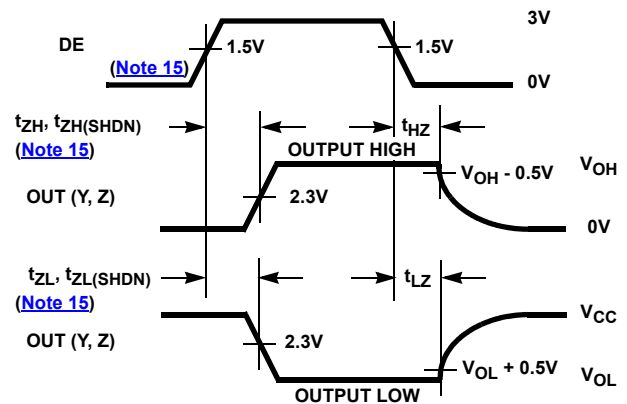 3V
DE
1.5V
1.5V
(Note 15)
0V
tZH, tZH(SHDN)
tHZ
(Note 15)
OUTPUT HIGH
VOH - 0.5V
VOH
OUT (Y, Z)
2.3V
0V
tZL, tZL(SHDN)
tLZ
(Note 15)
VCC
OUT (Y, Z)
2.3V
VOL + 0.5V
VOL
OUTPUT LOW